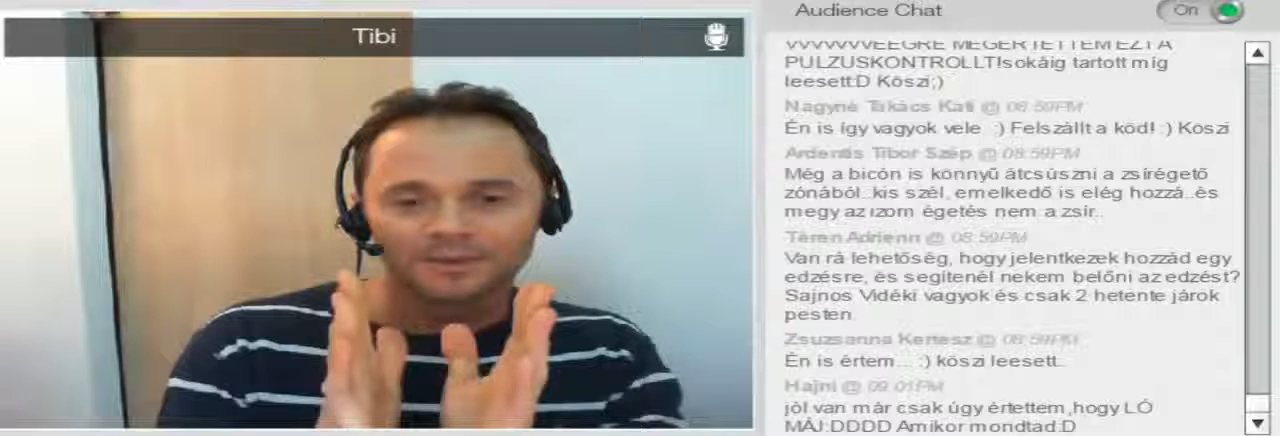 Tibi
Audience Chat
On
VVVVVVVEEGRE MEGERTETTEM EZT A
PULZUSKONTROLLT!sokáig tartott míg
leesett:D Köszi;)
Nagyné Takács Kati @ 08:59PM
Én is így vagyok vele :) Felszállt a köd! :) Koszi
Ardentis Tibor Szép @ 08:59PM
Még a bicón is könnyű átcsúszni a zsírégető
zónából..kis szél, emelkedő is elég hozzá..és
megy az izom égetés nem a zsír..
Téren Adrienn @ 08:59PM
Van rá lehetőség, hogy jelentkezek hozzád egy
edzésre, és segítenél nekem belőni az edzést?
Sajnos Vidéki vagyok és csak 2 hetente járok
pesten
Zsuzsanna Kertesz @ 08:59PM
Én is értem... :) köszi leesett..
Hajni @ 09:01PM
jól van már csak úgy értettem,hogy LÓ
MÁJ:DDDD Amikor mondtad:D